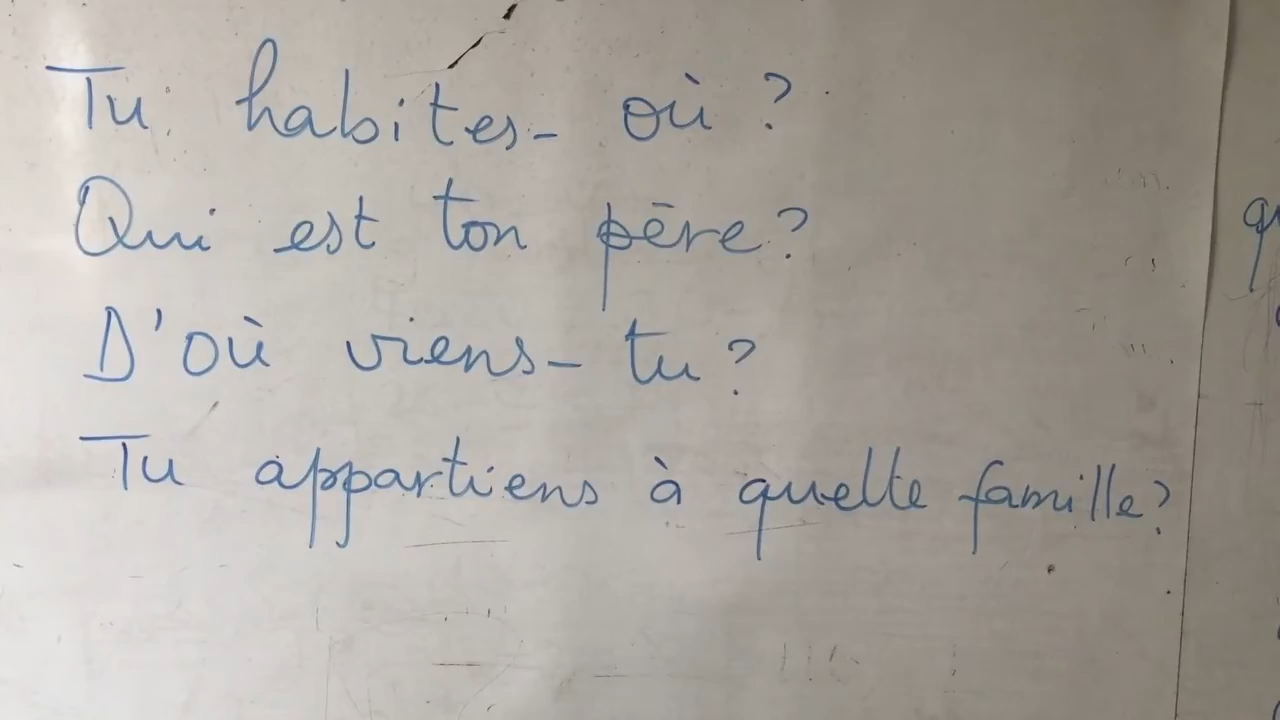 Tu habites- où ?
Qui est ton père?
D'où viens- tu ?
Tu appartiens à quelle famille?